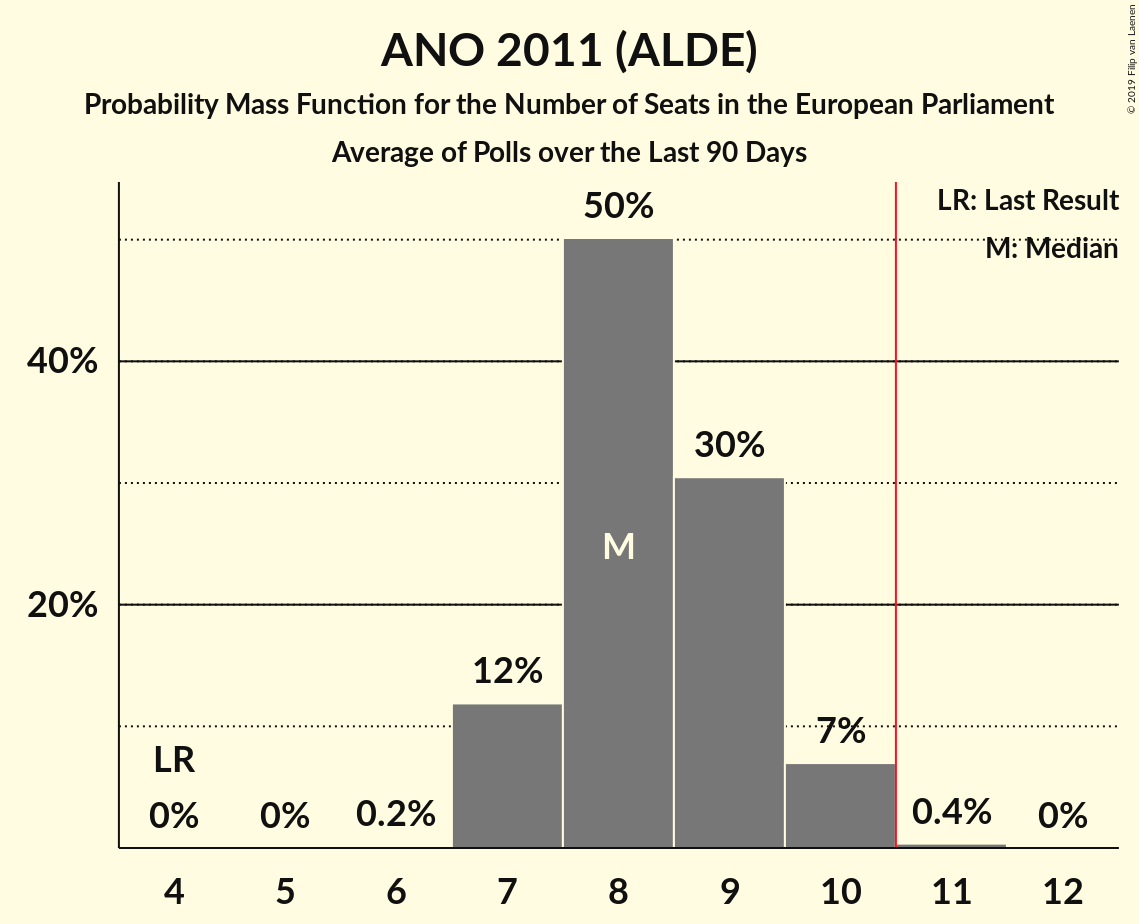 ANO 2011 (ALDE)
Probability Mass Function for the Number of Seats in the European Parliament
Average of Polls over the Last 90 Days
© 2019 Filip van Laenen
LR: Last Result
M: Median
50%
40%
30%
M
20%
12%
7%
LR
0%
0%
0.2%
0.4%
0%
4 5 6 7 8 9 10 11 12